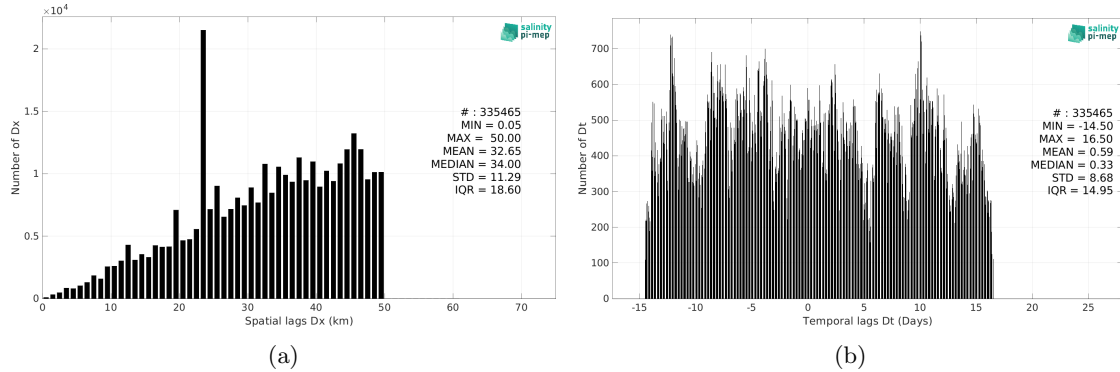 ×10⁴
2
1.5
1
0.5
0
Number of Dx
0 10 20 30 40 50 60 70
Spatial lags Dx (km)
salinity
pi-mep
# : 335465
MIN = 0.05
MAX = 50.00
MEAN = 32.65
MEDIAN = 34.00
STD = 11.29
IQR = 18.60
(a)
700
600
500
400
300
200
100
0
Number of Dt
-15 -10 -5 0 5 10 15 20 25
Temporal lags Dt (Days)
salinity
pi-mep
# : 335465
MIN = -14.50
MAX = 16.50
MEAN = 0.59
MEDIAN = 0.33
STD = 8.68
IQR = 14.95
(b)